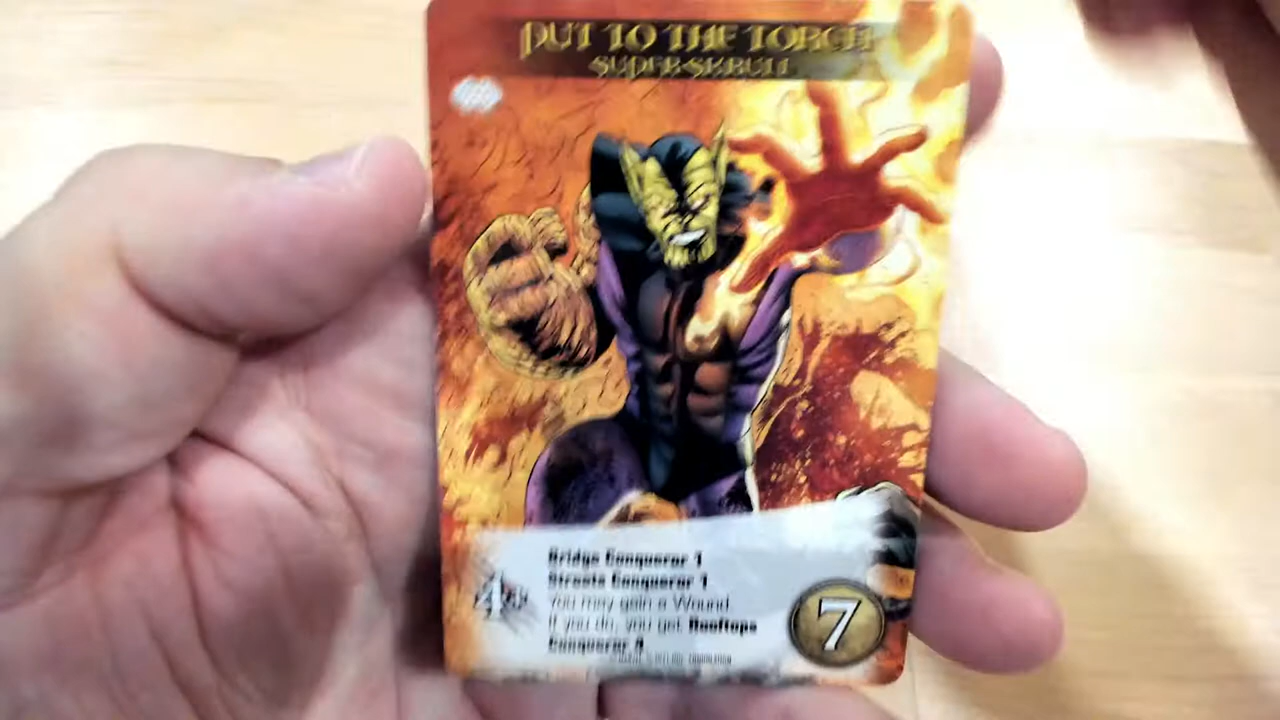 PUT TO THE TORCH
SUPER-SKRULL
Bridge Conqueror 1
Streets Conqueror 1
You may gain a Wound.
If you do, you get Rooftops
Conqueror
4
7